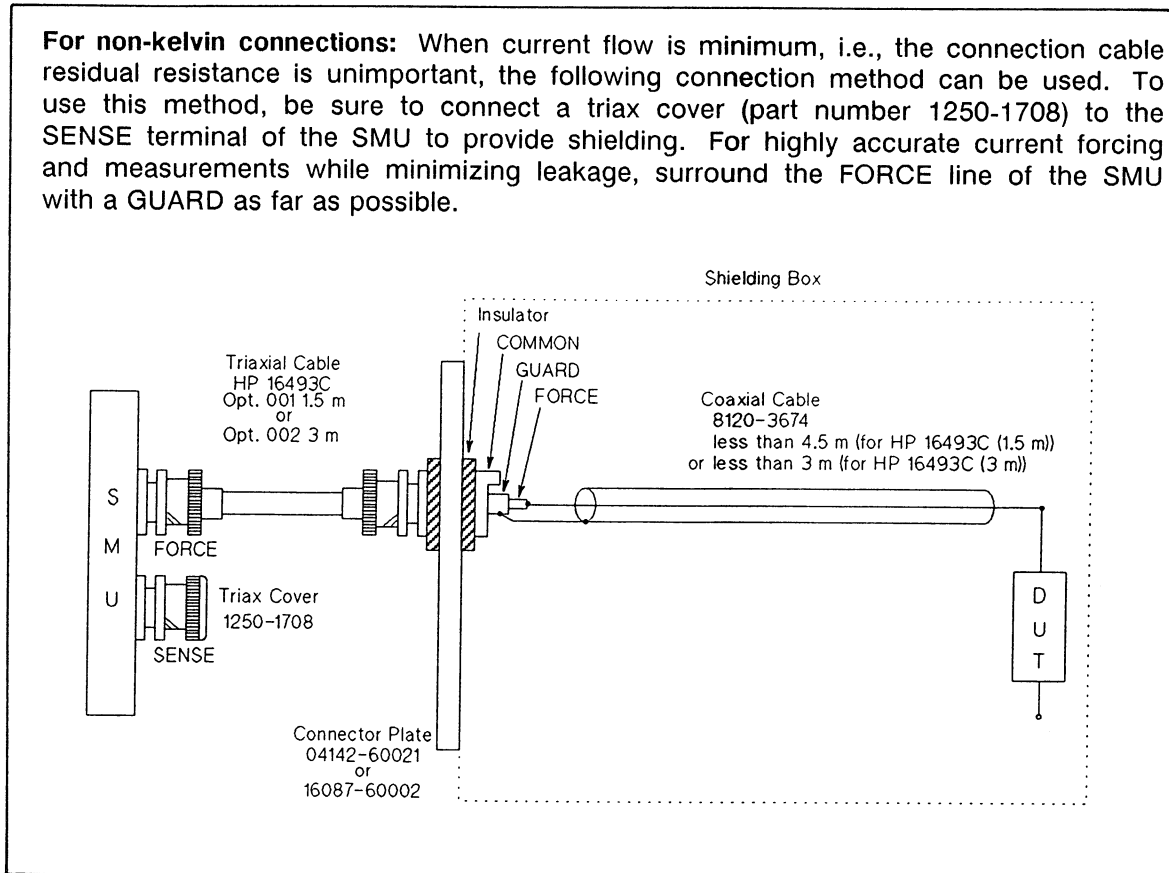 For non-kelvin connections: When current flow is minimum, i.e., the connection cable
residual resistance is unimportant, the following connection method can be used. To
use this method, be sure to connect a triax cover (part number 1250-1708) to the
SENSE terminal of the SMU to provide shielding. For highly accurate current forcing
and measurements while minimizing leakage, surround the FORCE line of the SMU
with a GUARD as far as possible.
Shielding Box
Insulator
COMMON
GUARD
FORCE
Triaxial Cable
HP 16493C
Opt. 001 1.5 m
or
Opt. 002 3 m
Coaxial Cable
8120-3674
less than 4.5 m (for HP 16493C (1.5 m))
or less than 3 m (for HP 16493C (3 m))
S
M
U
FORCE
Triax Cover
1250-1708
SENSE
D
U
T
Connector Plate
04142-60021
or
16087-60002